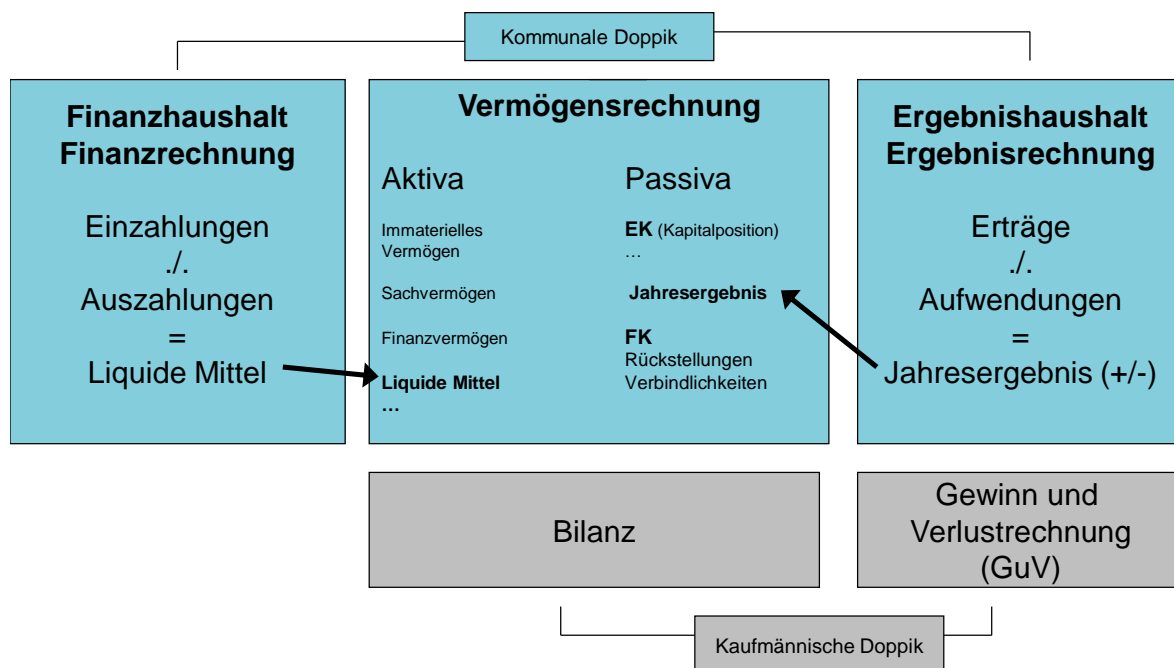 Kommunale Doppik
Finanzhaushalt
Finanzrechnung
Einzahlungen
./.
Auszahlungen
=
Liquide Mittel
Vermögensrechnung
Aktiva
Immaterielles
Vermögen
Sachvermögen
Finanzvermögen
Liquide Mittel
...
Passiva
EK (Kapitalposition)
...
Jahresergebnis
FK
Rückstellungen
Verbindlichkeiten
Ergebnishaushalt
Ergebnisrechnung
Erträge
./.
Aufwendungen
=
Jahresergebnis (+/-)
Bilanz
Gewinn und
Verlustrechnung
(GuV)
Kaufmännische Doppik